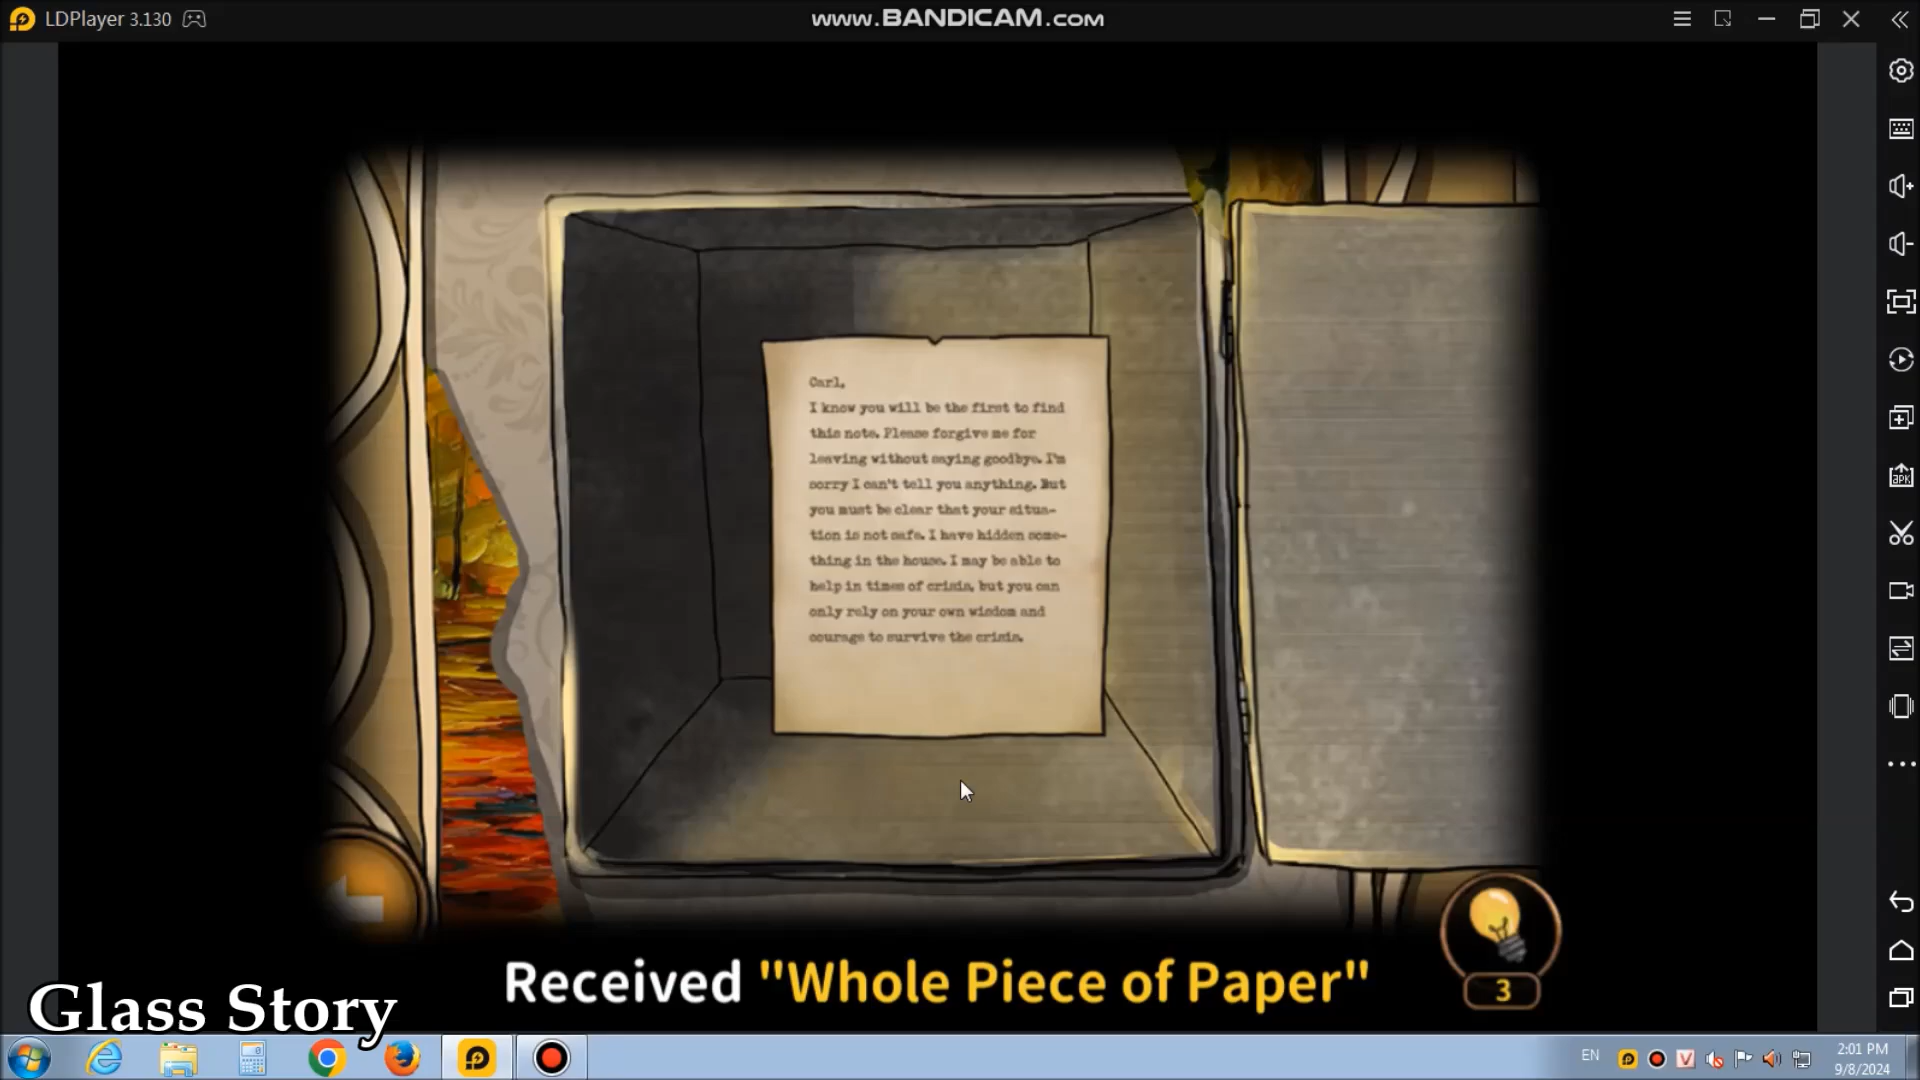 LDPlayer 3.130
www.BANDICAM.com
Carl,
I know you will be the first to find
this note. Please forgive me for
leaving without saying goodbye. I'm
sorry I can't tell you anything. But
you must be clear that your situa-
tion is not safe. I have hidden some-
thing in the house. I may be able to
help in times of crisis, but you can
only rely on your own wisdom and
courage to survive the crisis.
apk
Received "Whole Piece of Paper"
3
Glass Story
EN
2:01 PM
9/8/2024